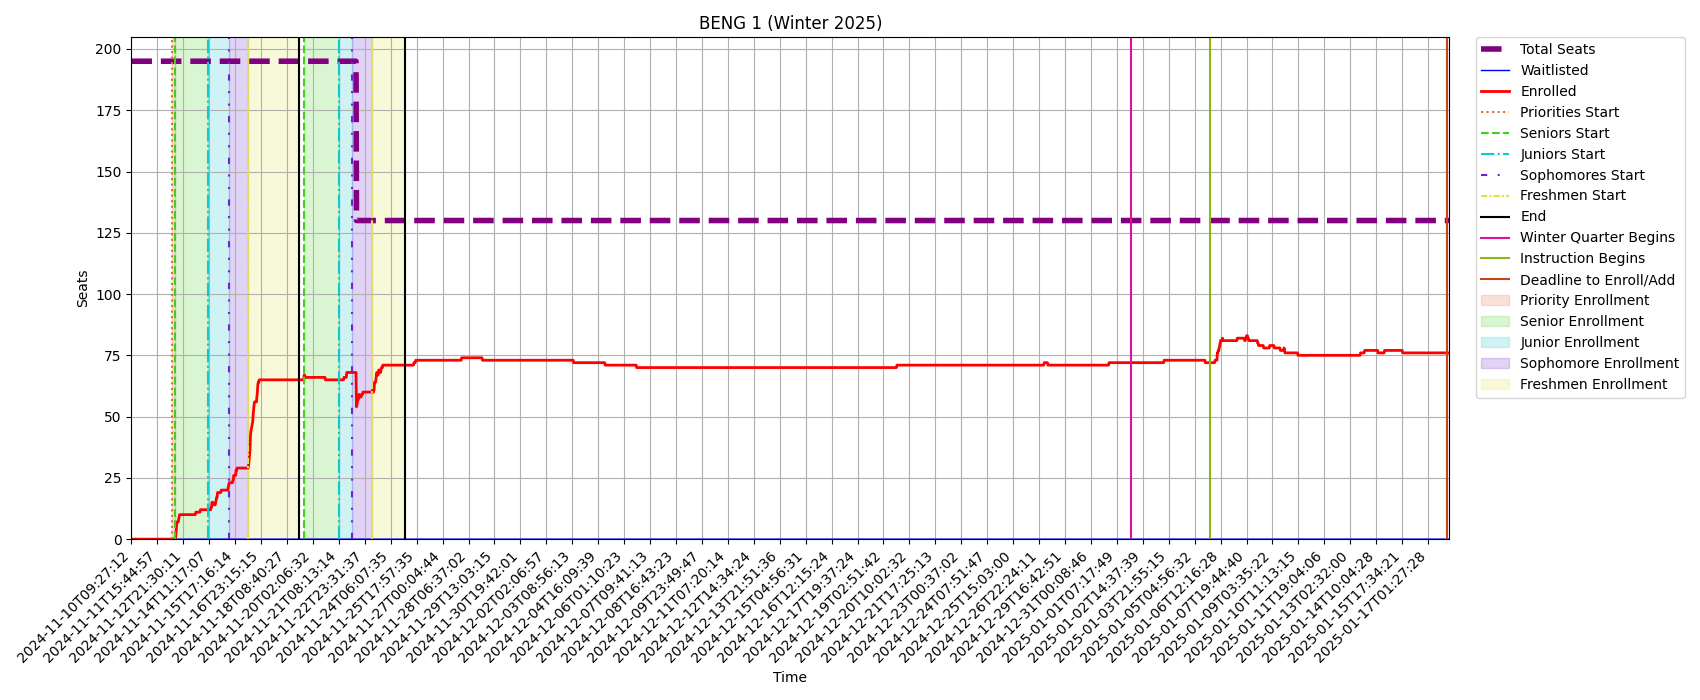 BENG 1 (Winter 2025)
200
175
150
125
100
75
50
25
0
Seats
2024-11-10T09:27:12
2024-11-11T15:44:57
2024-11-12T21:30:11
2024-11-14T11:17:07
2024-11-15T17:16:14
2024-11-16T23:15:15
2024-11-18T08:40:27
2024-11-20T02:06:32
2024-11-21T08:13:14
2024-11-22T23:31:37
2024-11-24T06:07:35
2024-11-25T17:57:35
2024-11-27T00:04:44
2024-11-28T06:37:02
2024-11-29T13:03:15
2024-11-30T19:42:01
2024-12-02T02:06:57
2024-12-03T08:56:13
2024-12-04T16:09:39
2024-12-06T01:10:23
2024-12-07T09:41:13
2024-12-08T16:43:23
2024-12-09T23:49:47
2024-12-11T07:20:14
2024-12-12T14:34:24
2024-12-13T21:51:36
2024-12-15T04:56:31
2024-12-16T12:15:24
2024-12-17T19:37:24
2024-12-19T02:51:42
2024-12-20T10:02:32
2024-12-21T17:25:13
2024-12-23T00:37:02
2024-12-24T07:51:47
2024-12-25T15:03:00
2024-12-26T22:24:11
2024-12-29T16:42:51
2024-12-31T00:08:46
2025-01-01T07:17:49
2025-01-02T14:37:39
2025-01-03T21:55:15
2025-01-05T04:56:32
2025-01-06T12:16:28
2025-01-07T19:44:40
2025-01-09T03:35:22
2025-01-10T11:13:15
2025-01-11T19:04:06
2025-01-13T02:32:00
2025-01-14T10:04:28
2025-01-15T17:34:21
2025-01-17T01:27:28
Time
Total Seats
Waitlisted
Enrolled
Priorities Start
Seniors Start
Juniors Start
Sophomores Start
Freshmen Start
End
Winter Quarter Begins
Instruction Begins
Deadline to Enroll/Add
Priority Enrollment
Senior Enrollment
Junior Enrollment
Sophomore Enrollment
Freshmen Enrollment